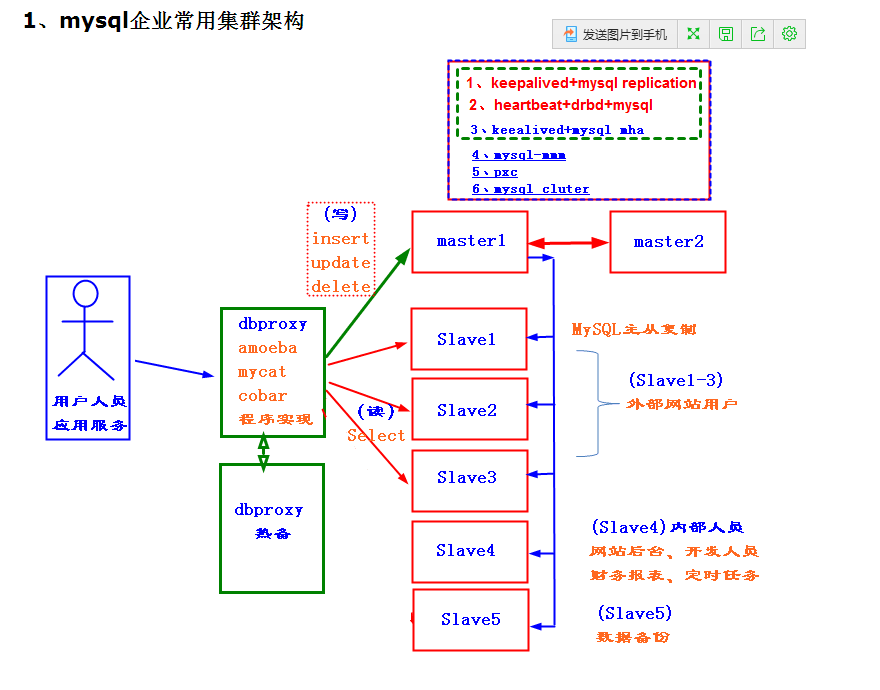 1、mysql企业常用集群架构
发送图片到手机
1、keepalived+mysql replication
2、heartbeat+drbd+mysql
3、keealived+mysql mha
4、mysql-mmm
5、pxc
6、mysql cluter
(写)
insert
update
delete
master1
master2
用户人员
应用服务
dbproxy
amoeba
mycat
cobar
程序实现
(读)
Select
dbproxy
热备
Slave1
Slave2
Slave3
Slave4
Slave5
MySQL主从复制
(Slave1-3)
外部网站用户
(Slave4)内部人员
网站后台、开发人员
财务报表、定时任务
(Slave5)
数据备份